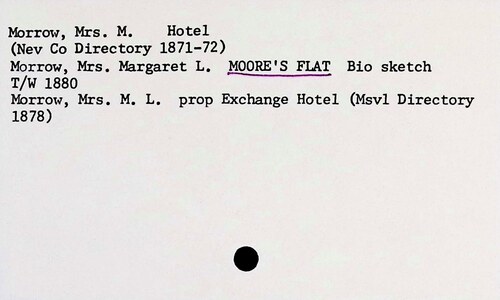 Morrow, Mrs. M.    Hotel
(Nev Co Directory 1871-72)
Morrow, Mrs. Margaret L.  MOORE'S FLAT  Bio sketch
T/W 1880
Morrow, Mrs. M. L.  prop Exchange Hotel (Msvl Directory
1878)